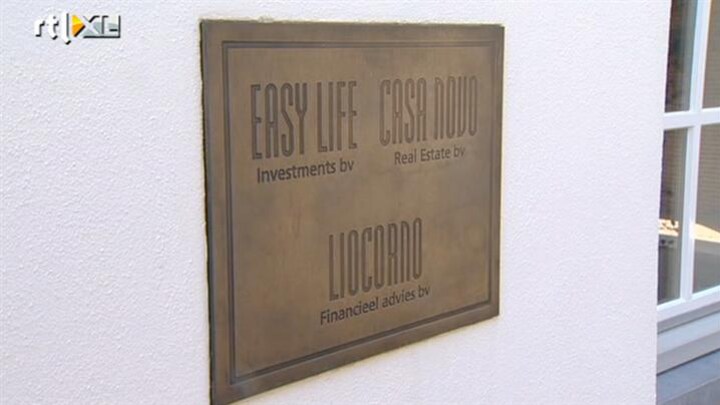 rtl XL
EASY LIFE
Investments bv
CASA NOVO
Real Estate bv
LIOCORNO
Financieel advies bv